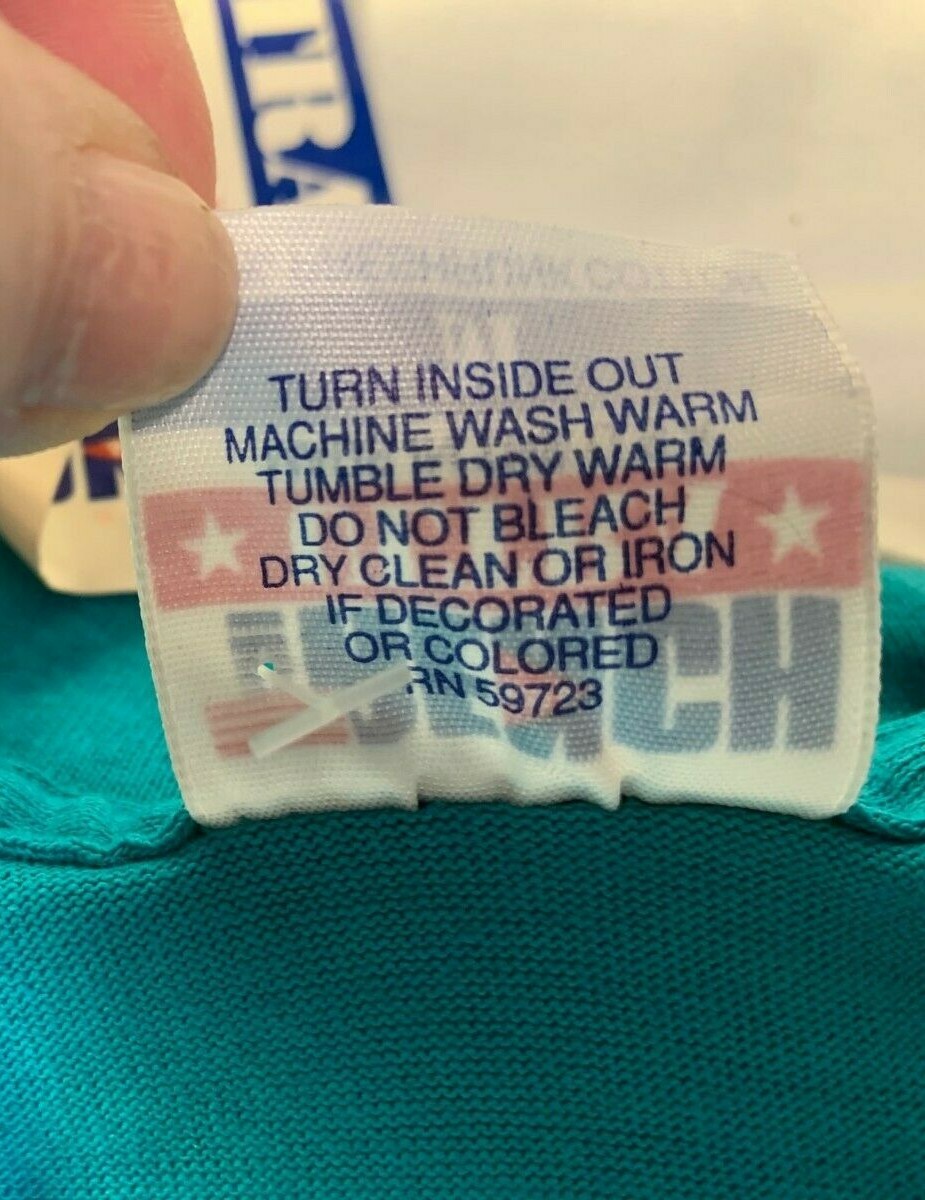 TRA
TURN INSIDE OUT
MACHINE WASH WARM
TUMBLE DRY WARM
DO NOT BLEACH
DRY CLEAN OR IRON
IF DECORATED
OR COLORED
RN 59723